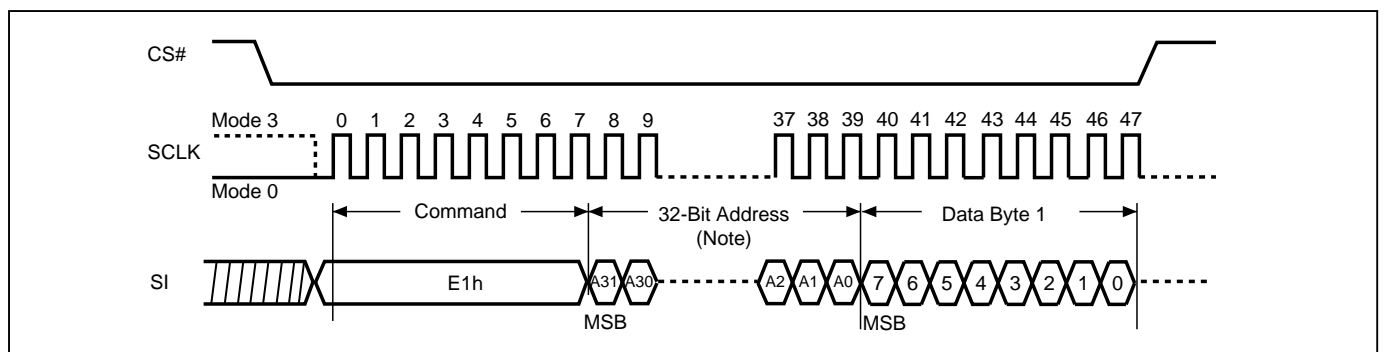 CS#
Mode 3 0 1 2 3 4 5 6 7 8 9 37 38 39 40 41 42 43 44 45 46 47
SCLK
Mode 0
Command 32-Bit Address Data Byte 1
(Note)
SI E1h A31 A30 A2 A1 A0 7 6 5 4 3 2 1 0
MSB MSB